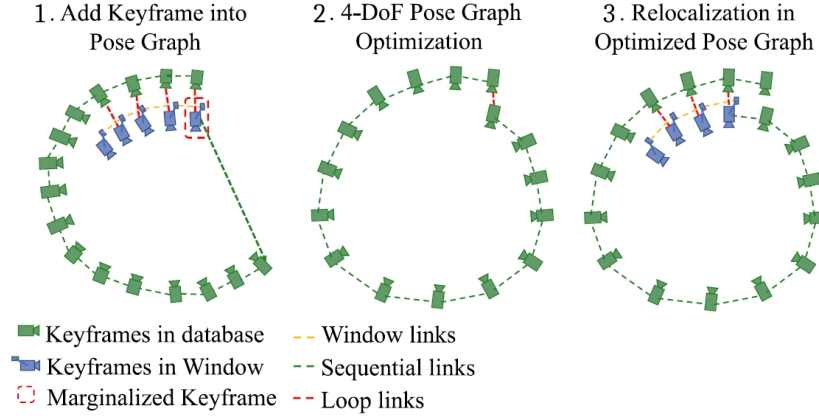 1. Add Keyframe into
Pose Graph
2. 4-DoF Pose Graph
Optimization
3. Relocalization in
Optimized Pose Graph
Keyframes in database
Keyframes in Window
Marginalized Keyframe
Window links
Sequential links
Loop links